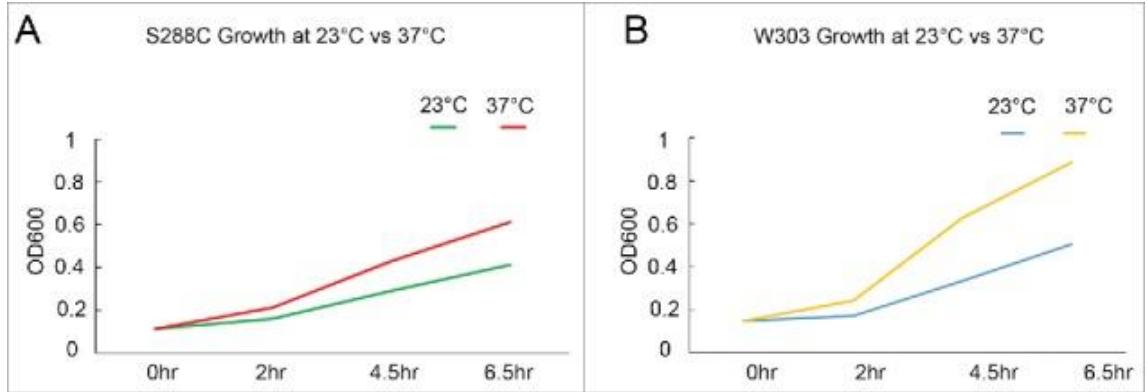 A
S288C Growth at 23°C vs 37°C
23°C 37°C
1
0.8
0.6
0.4
0.2
0
OD600
0hr 2hr 4.5hr 6.5hr
B
W303 Growth at 23°C vs 37°C
23°C 37°C
1
0.8
0.6
0.4
0.2
0
OD600
0hr 2hr 4.5hr 6.5hr